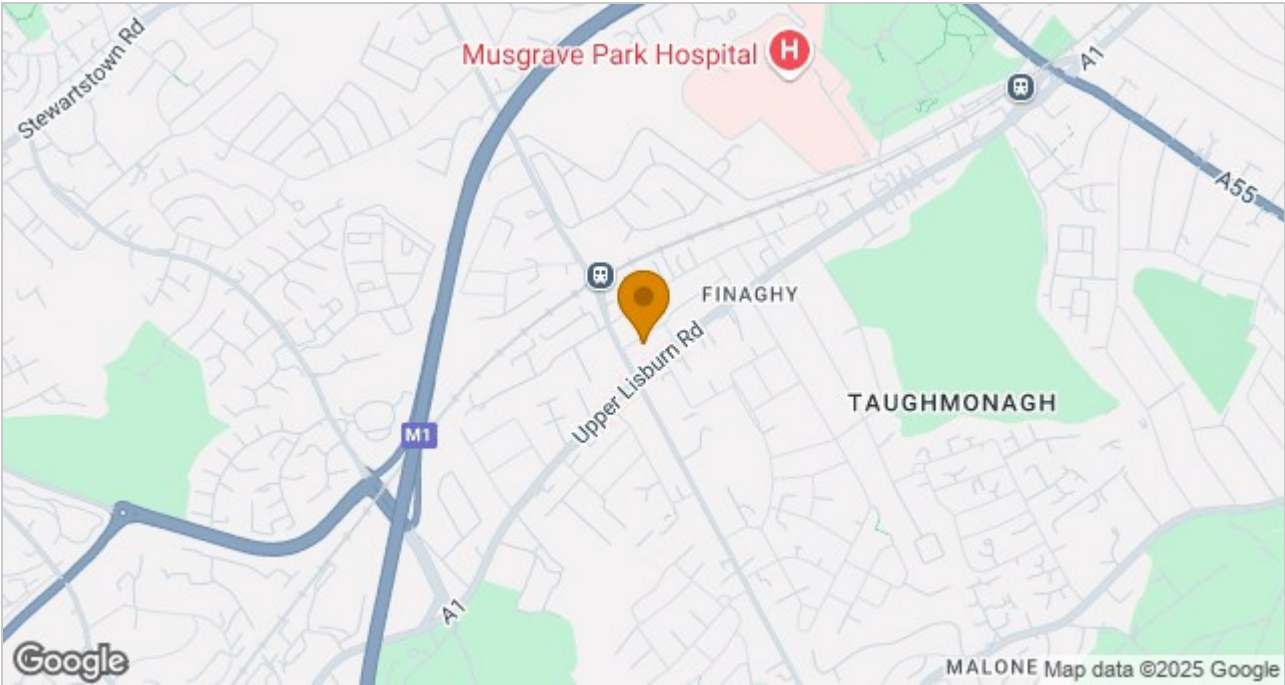 Stewartstown Rd
Musgrave Park Hospital
H
A1
A55
FINAGHY
Upper Lisburn Rd
TAUGHMONAGH
M1
A1
Google
MALONE
Map data ©2025 Google